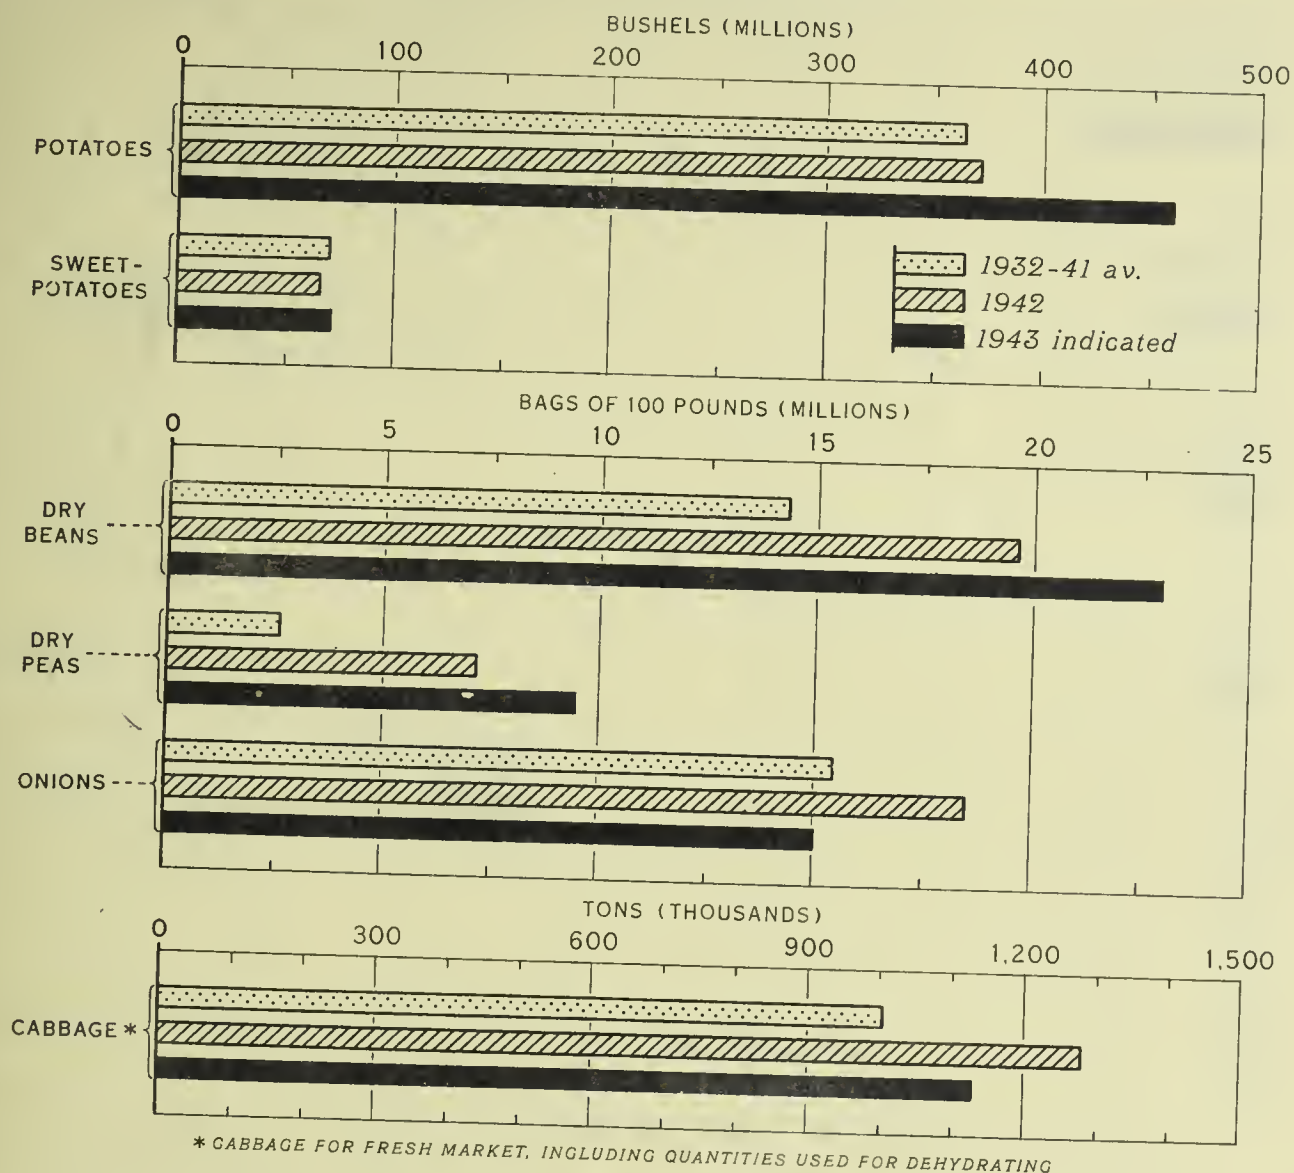 BUSHELS (MILLIONS)
0 100 200 300 400 500
POTATOES
SWEET-
POTATOES
1932-41 av.
1942
1943 indicated
BAGS OF 100 POUNDS (MILLIONS)
0 5 10 15 20 25
DRY
BEANS
DRY
PEAS
ONIONS
TONS (THOUSANDS)
0 300 600 900 1,200 1,500
CABBAGE *
* CABBAGE FOR FRESH MARKET, INCLUDING QUANTITIES USED FOR DEHYDRATING